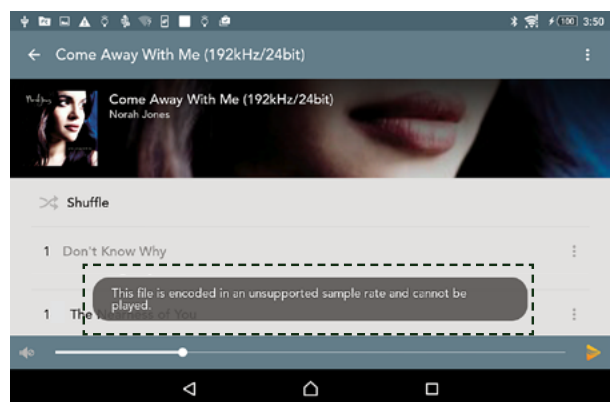 3:50
Come Away With Me (192kHz/24bit)
Come Away With Me (192kHz/24bit)
Norah Jones
Shuffle
1 Don't Know Why
This file is encoded in an unsupported sample rate and cannot be
played.
1 The Nearness of You